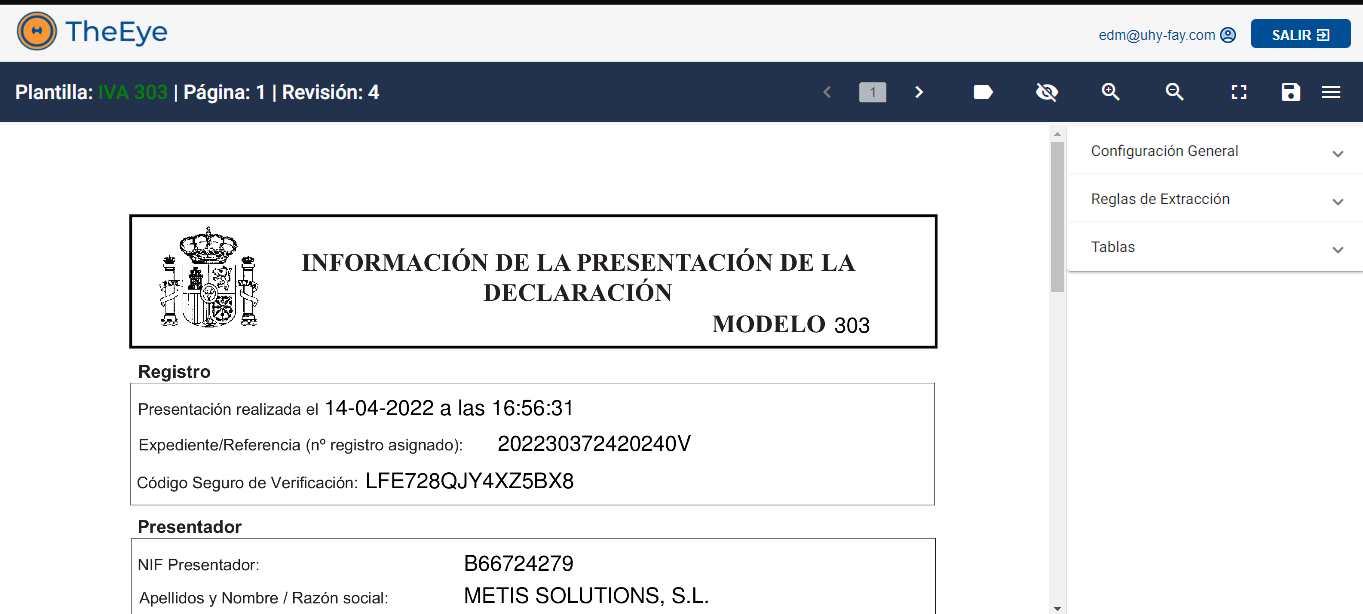 TheEye
edm@uhy-fay.com
SALIR
Plantilla: IVA 303 | Página: 1 | Revisión: 4
1
Configuración General
Reglas de Extracción
Tablas
INFORMACIÓN DE LA PRESENTACIÓN DE LA
DECLARACIÓN
MODELO 303
Registro
Presentación realizada el 14-04-2022 a las 16:56:31
Expediente/Referencia (nº registro asignado): 202230372420240V
Código Seguro de Verificación: LFE728QJY4XZ5BX8
Presentador
NIF Presentador: B66724279
Apellidos y Nombre / Razón social: METIS SOLUTIONS, S.L.